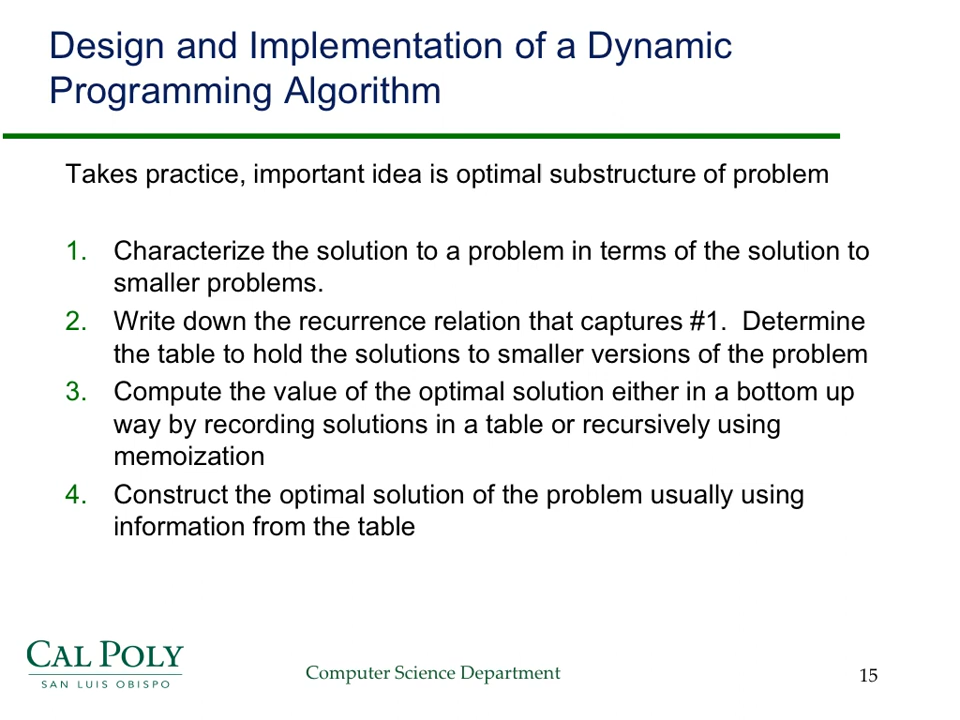 Design and Implementation of a Dynamic
Programming Algorithm
Takes practice, important idea is optimal substructure of problem
1. Characterize the solution to a problem in terms of the solution to
smaller problems.
2. Write down the recurrence relation that captures #1.  Determine
the table to hold the solutions to smaller versions of the problem
3. Compute the value of the optimal solution either in a bottom up
way by recording solutions in a table or recursively using
memoization
4. Construct the optimal solution of the problem usually using
information from the table
CAL POLY
SAN LUIS OBISPO
Computer Science Department
15